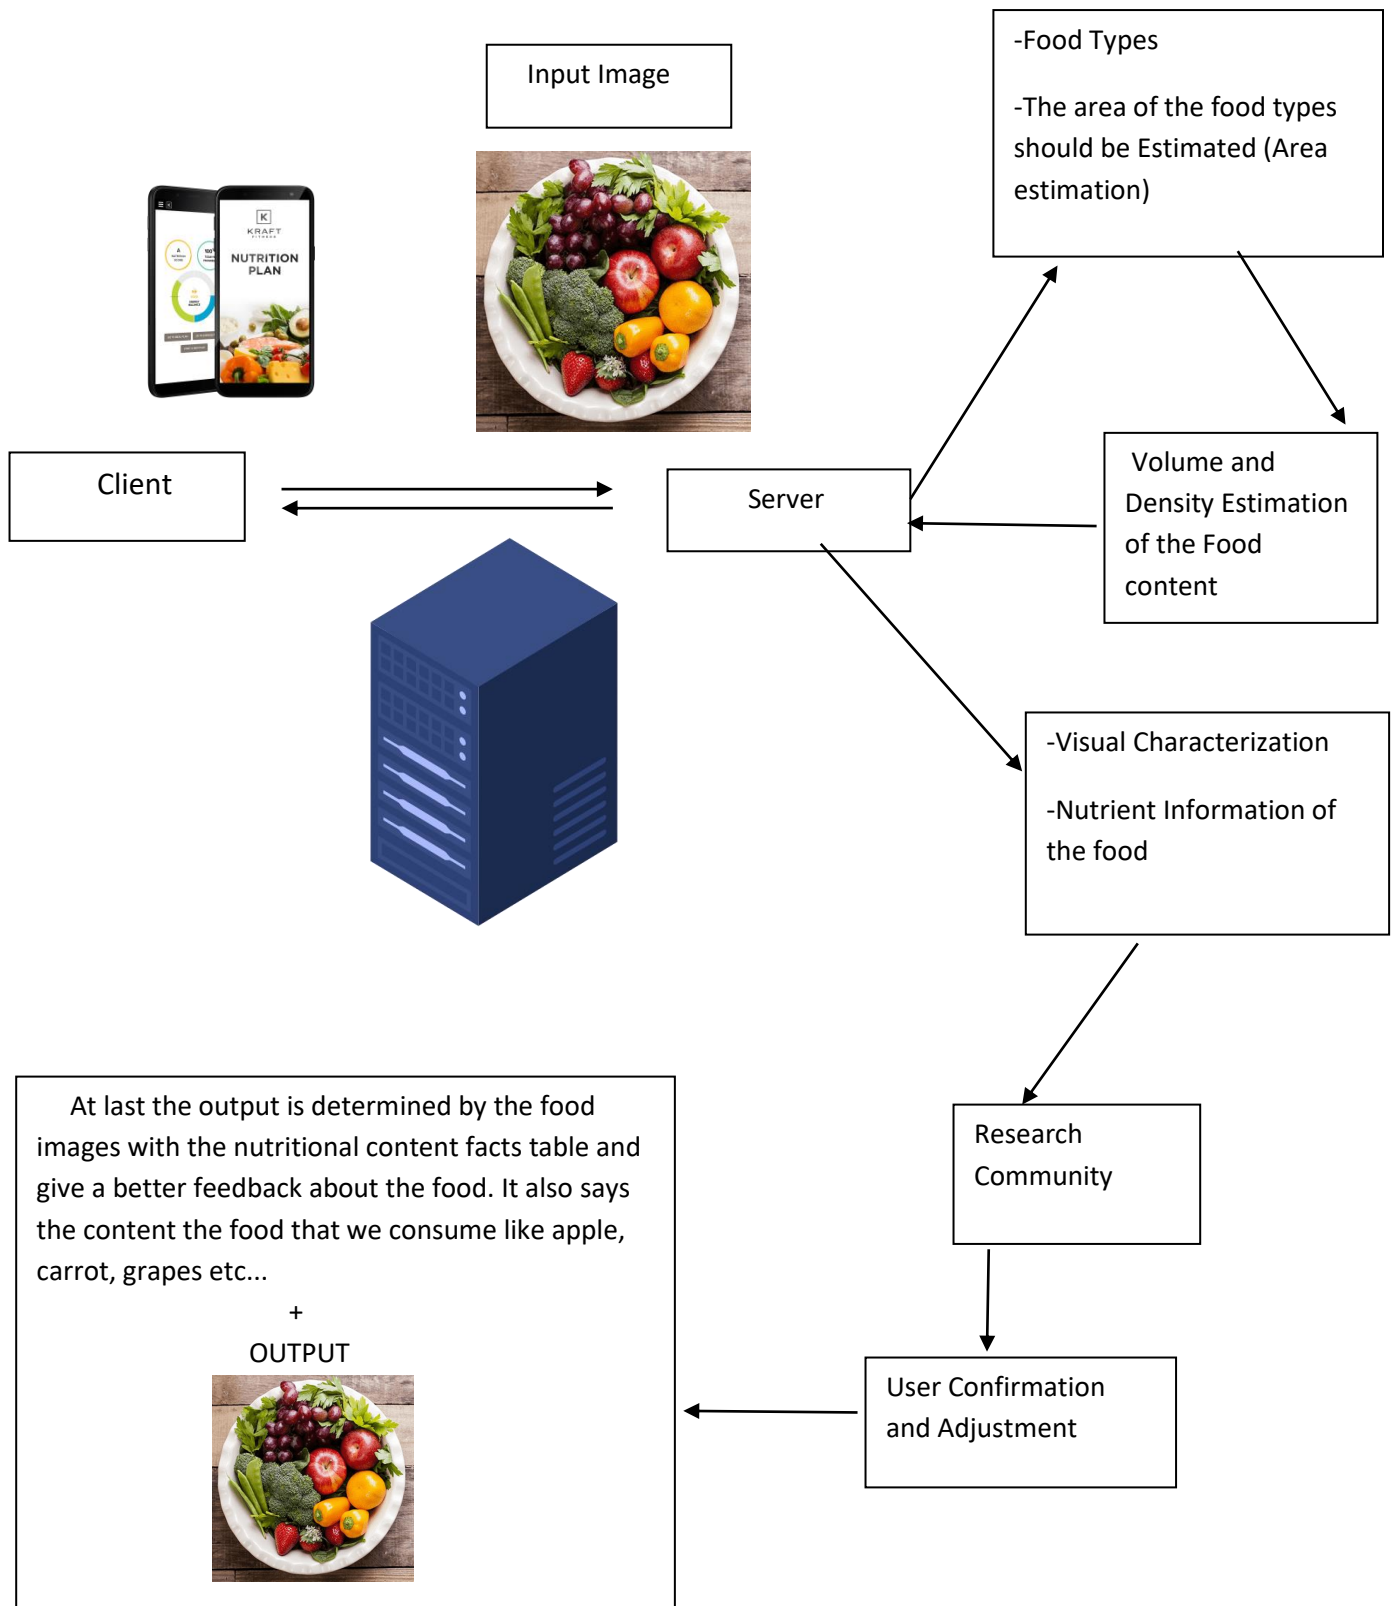 Input Image
-Food Types
-The area of the food types
should be Estimated (Area
estimation)
K
KRAFT
FITNESS
NUTRITION
PLAN
Client
Server
Volume and
Density Estimation
of the Food
content
-Visual Characterization
-Nutrient Information of
the food
Research
Community
User Confirmation
and Adjustment
At last the output is determined by the food
images with the nutritional content facts table and
give a better feedback about the food. It also says
the content the food that we consume like apple,
carrot, grapes etc...
+
OUTPUT